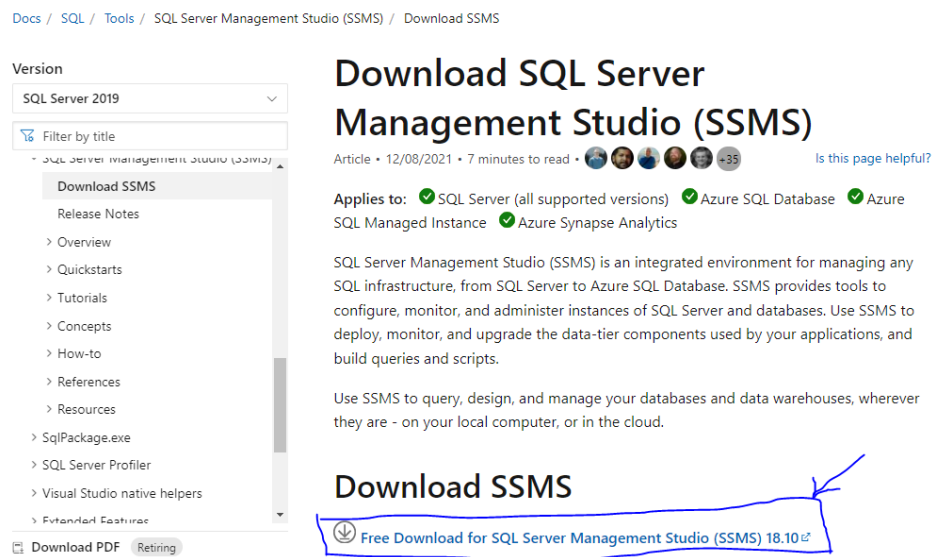 Docs / SQL / Tools / SQL Server Management Studio (SSMS) / Download SSMS
Version
SQL Server 2019
Filter by title
SQL Server Management Studio (SSMS)
Download SSMS
Release Notes
Overview
Quickstarts
Tutorials
Concepts
How-to
References
Resources
SqlPackage.exe
SQL Server Profiler
Visual Studio native helpers
Extended Features
Download PDF Retiring
Download SQL Server
Management Studio (SSMS)
Article • 12/08/2021 • 7 minutes to read • +35
Is this page helpful?
Applies to: SQL Server (all supported versions) Azure SQL Database Azure
SQL Managed Instance Azure Synapse Analytics
SQL Server Management Studio (SSMS) is an integrated environment for managing any
SQL infrastructure, from SQL Server to Azure SQL Database. SSMS provides tools to
configure, monitor, and administer instances of SQL Server and databases. Use SSMS to
deploy, monitor, and upgrade the data-tier components used by your applications, and
build queries and scripts.
Use SSMS to query, design, and manage your databases and data warehouses, wherever
they are - on your local computer, or in the cloud.
Download SSMS
Free Download for SQL Server Management Studio (SSMS) 18.10